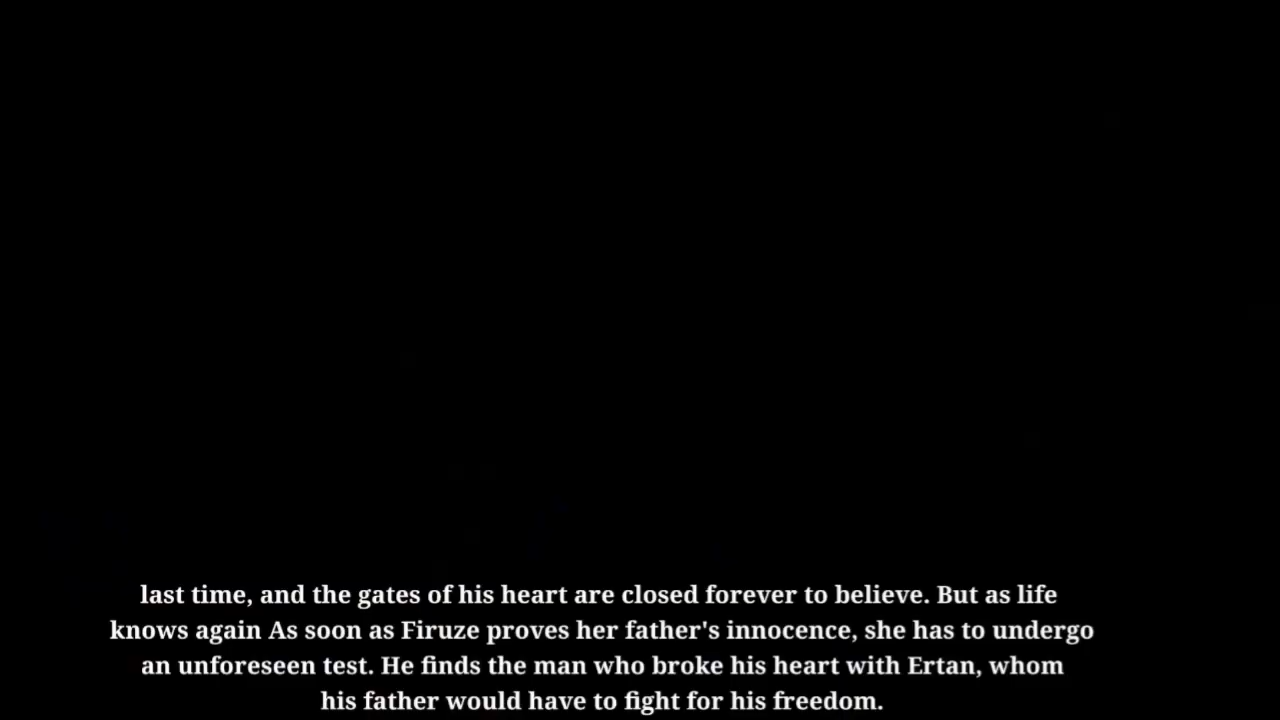 last time, and the gates of his heart are closed forever to believe. But as life
knows again As soon as Firuze proves her father's innocence, she has to undergo
an unforeseen test. He finds the man who broke his heart with Ertan, whom
his father would have to fight for his freedom.